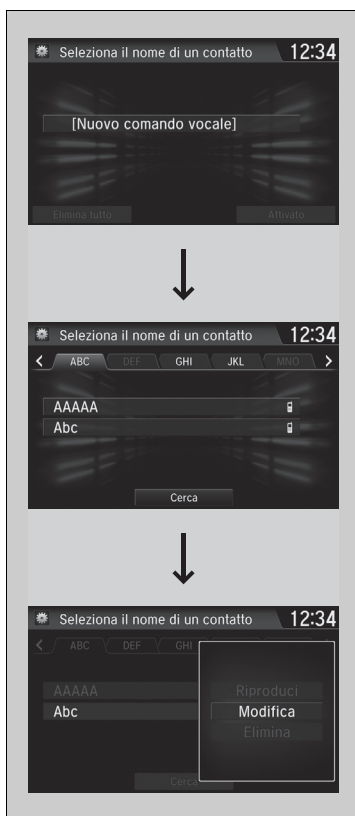 Seleziona il nome di un contatto 12:34
[Nuovo comando vocale]
Elimina tutto Attivato
Seleziona il nome di un contatto 12:34
ABC DEF GHI JKL MNO
AAAAA
Abc
Cerca
Seleziona il nome di un contatto 12:34
ABC DEF GHI
AAAAA
Abc
Riproduci
Modifica
Elimina
Cerca